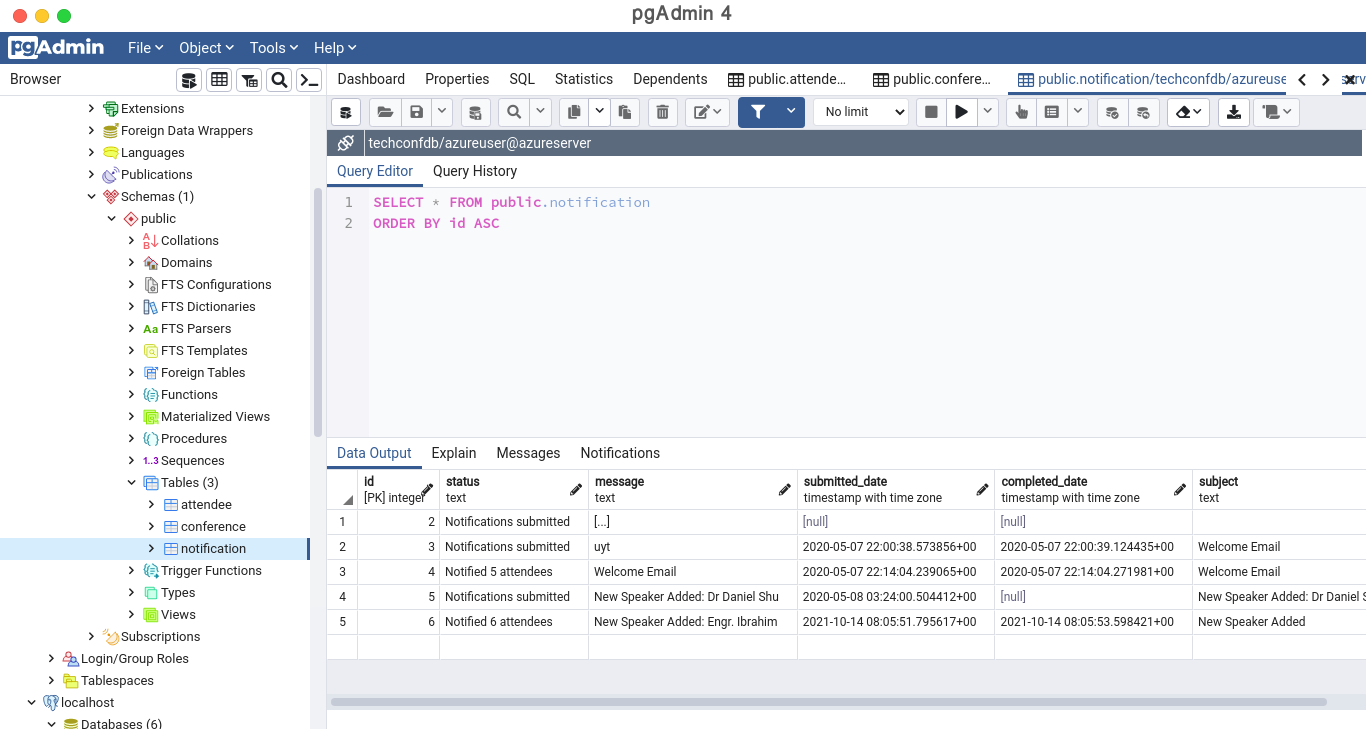 pgAdmin 4
pgAdmin File Object Tools Help
Browser
Dashboard Properties SQL Statistics Dependents public.attende... public.confere... public.notification/techconfdb/azureuse
No limit
techconfdb/azureuser@azureserver
Query Editor Query History
1 SELECT * FROM public.notification
2 ORDER BY id ASC
Extensions
Foreign Data Wrappers
Languages
Publications
Schemas (1)
public
Collations
Domains
FTS Configurations
FTS Dictionaries
Aa FTS Parsers
FTS Templates
Foreign Tables
Functions
Materialized Views
Procedures
1..3 Sequences
Tables (3)
attendee
conference
notification
Trigger Functions
Types
Views
Subscriptions
Login/Group Roles
Tablespaces
localhost
Databases (6)
Data Output Explain Messages Notifications
id status message submitted_date completed_date subject
[PK] integer text text timestamp with time zone timestamp with time zone text
1 2 Notifications submitted [...] [null] [null]
2 3 Notifications submitted uyt 2020-05-07 22:00:38.573856+00 2020-05-07 22:00:39.124435+00 Welcome Email
3 4 Notified 5 attendees Welcome Email 2020-05-07 22:14:04.239065+00 2020-05-07 22:14:04.271981+00 Welcome Email
4 5 Notifications submitted New Speaker Added: Dr Daniel Shu 2020-05-08 03:24:00.504412+00 [null] New Speaker Added: Dr Daniel S
5 6 Notified 6 attendees New Speaker Added: Engr. Ibrahim 2021-10-14 08:05:51.795617+00 2021-10-14 08:05:53.598421+00 New Speaker Added